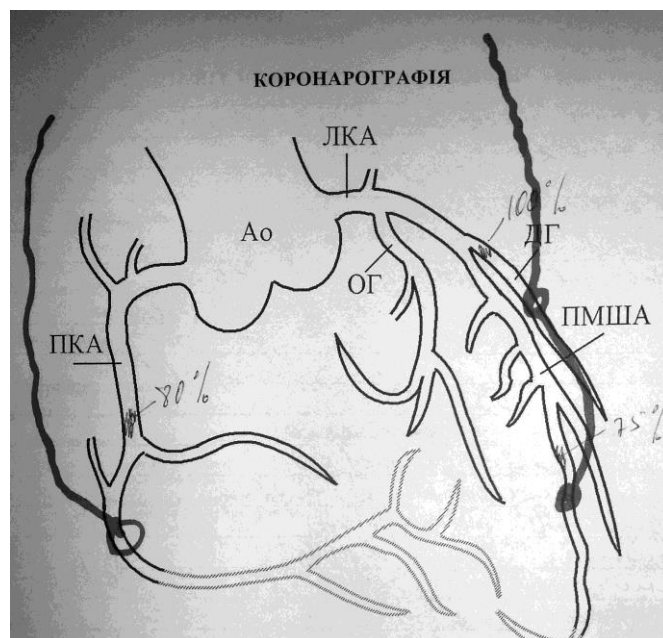 КОРОНАРОГРАФІЯ
ЛКА
100%
Ао
ДГ
ОГ
ПМША
ПКА
80%
75%